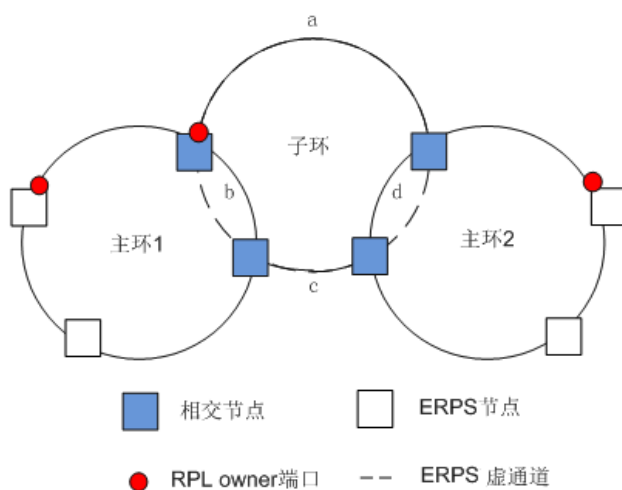 a
子环
b
d
主环1
主环2
c
相交节点
ERPS节点
RPL owner端口
ERPS 虚通道